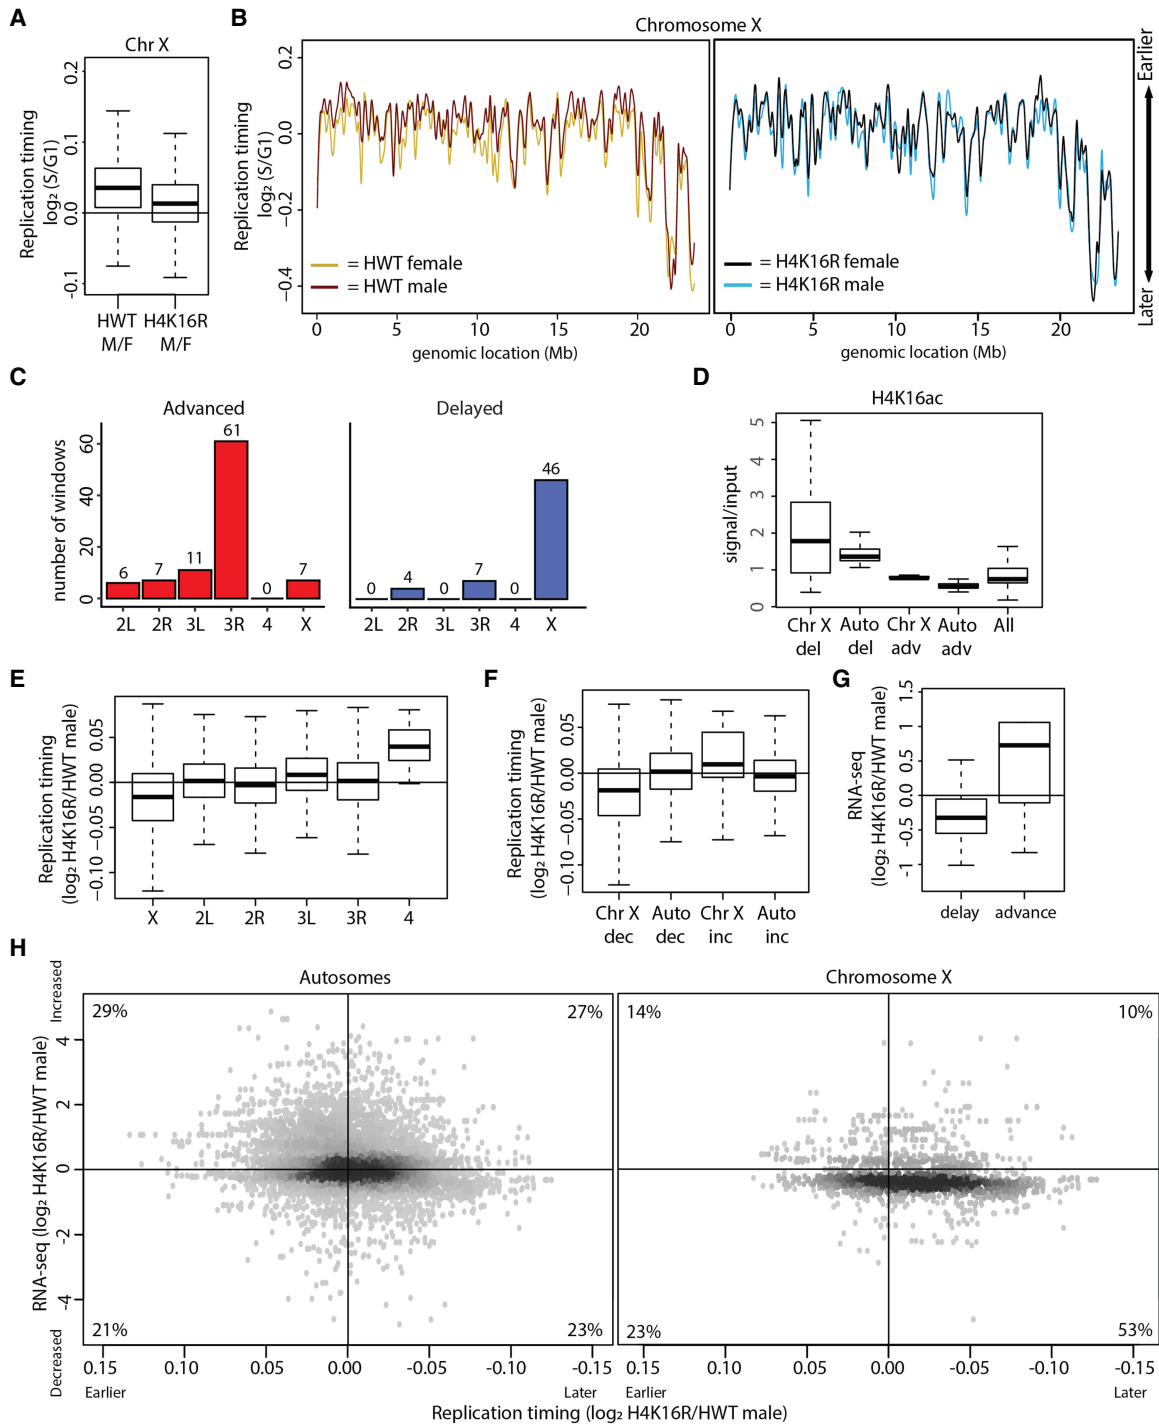 A
Chr X
Replication timing
log₂ (S/G1)
0.2
0.1
0.0
-0.1
HWT
M/F
H4K16R
M/F
B
Chromosome X
Replication timing
log₂ (S/G1)
0.2
0.0
−0.2
−0.4
= HWT female
= HWT male
0 5 10 15 20
genomic location (Mb)
= H4K16R female
= H4K16R male
0 5 10 15 20
genomic location (Mb)
Earlier
Later
C
Advanced
number of windows
60
40
20
0
6 7 11 61 0 7
2L 2R 3L 3R 4 X
Delayed
0 4 0 7 0 46
2L 2R 3L 3R 4 X
D
H4K16ac
signal/input
5
4
3
2
1
0
Chr X Auto Chr X Auto All
del del adv adv
E
Replication timing
(log₂ H4K16R/HWT male)
0.05
0.00
−0.05
−0.10
X 2L 2R 3L 3R 4
F
Replication timing
(log₂ H4K16R/HWT male)
0.05
0.00
−0.05
−0.10
Chr X Auto Chr X Auto
dec dec inc inc
G
RNA-seq
(log₂ H4K16R/HWT male)
1.5
1
0.5
0.0
-0.5
-1
delay advance
H
Autosomes
Chromosome X
Increased
Decreased
RNA-seq (log₂ H4K16R/HWT male)
4
2
0
-2
-4
29% 27%
21% 23%
14% 10%
23% 53%
0.15 0.10 0.05 0.00 -0.05 -0.10 -0.15
Earlier Later
0.15 0.10 0.05 0.00 -0.05 -0.10 -0.15
Earlier Later
Replication timing (log₂ H4K16R/HWT male)